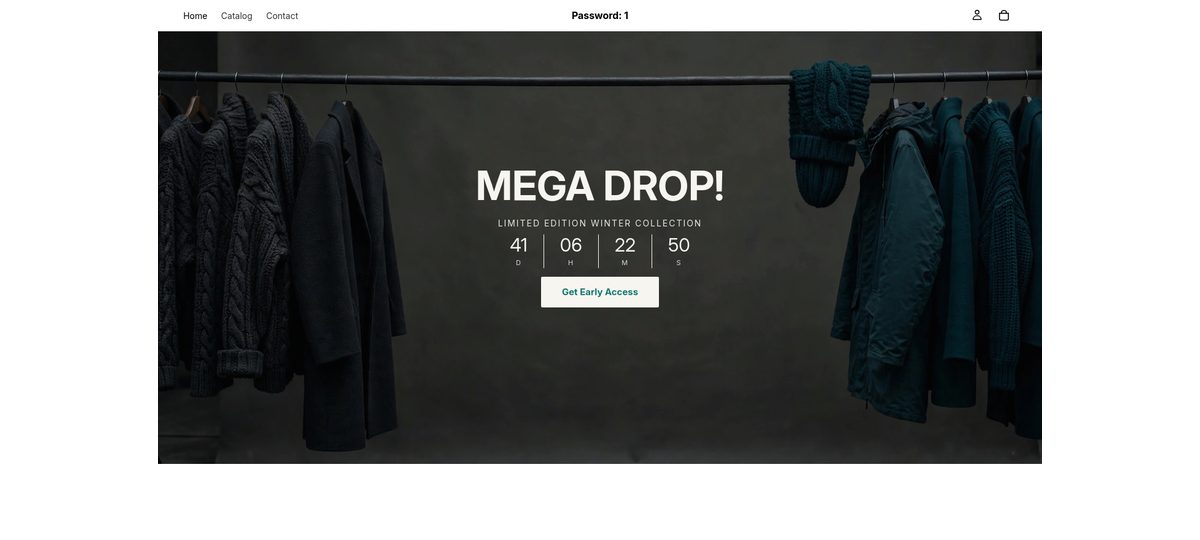 Home Catalog Contact Password: 1
MEGA DROP!
LIMITED EDITION WINTER COLLECTION
41 06 22 50
D H M S
Get Early Access